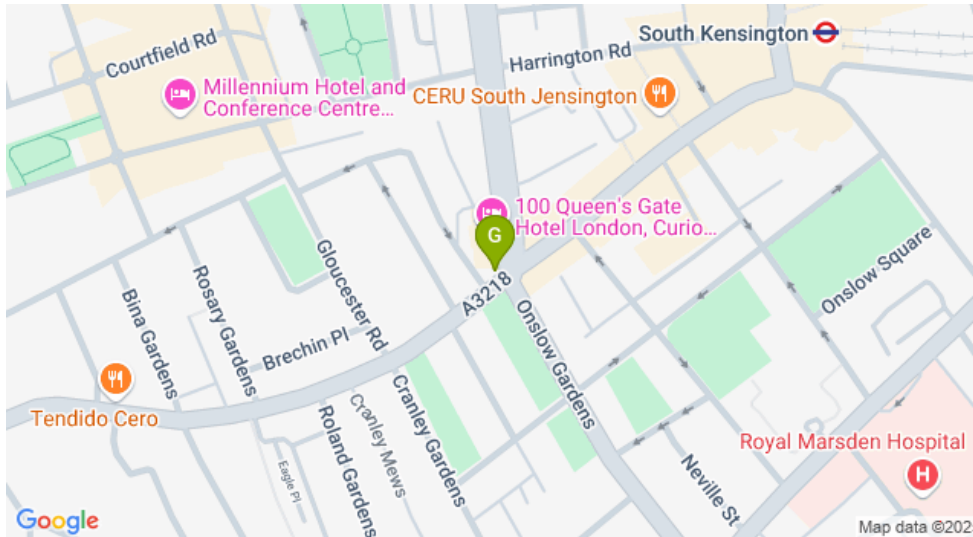 South Kensington
Courtfield Rd
Harrington Rd
Millennium Hotel and
Conference Centre...
CERU South Jensington
100 Queen's Gate
Hotel London, Curio...
G
A3218
Onslow Square
Onslow Gardens
Gloucester Rd
Rosary Gardens
Bina Gardens
Brechin Pl
Tendido Cero
Cranley Gardens
Cranley Mews
Roland Gardens
Eagle Pl
Neville St
Royal Marsden Hospital
H
Google
Map data ©202